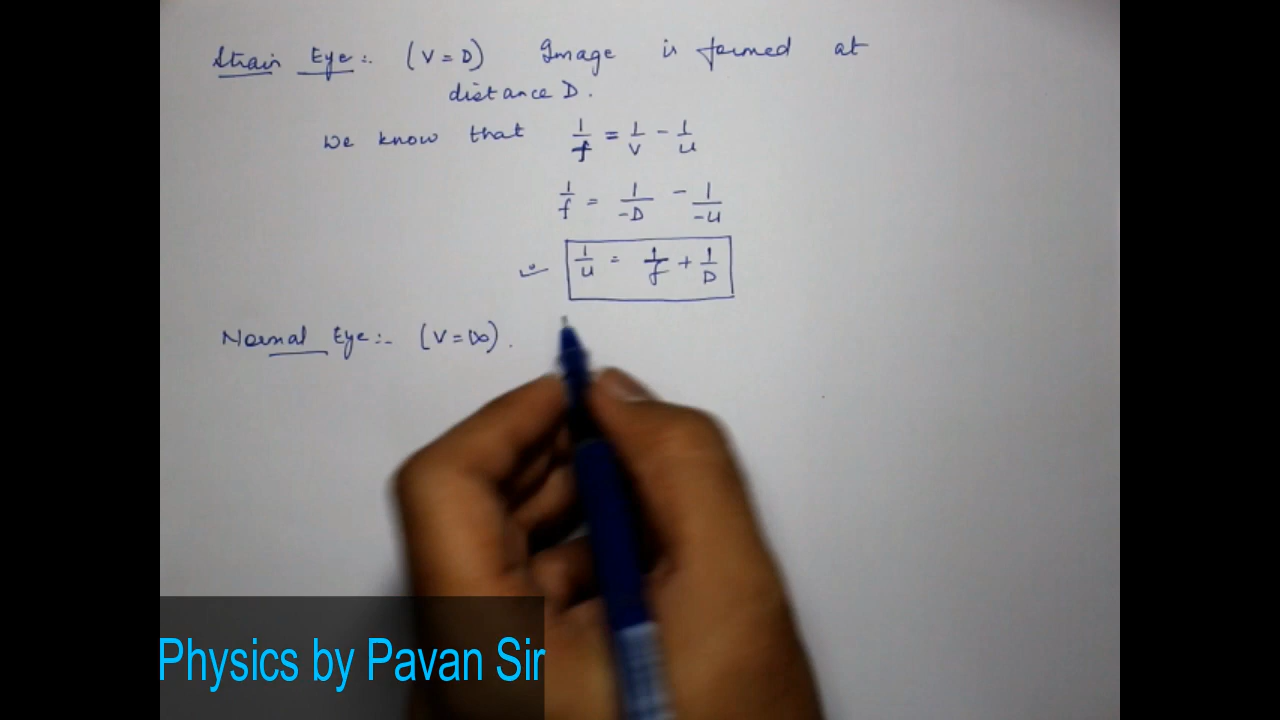 Strain Eye:. (V = D) Image is formed at
distance D.
We know that 1/f = 1/v - 1/u
1/f = 1/-D - 1/-u
1/u = 1/f + 1/D
Normal Eye:- (V = ∞).
Physics by Pavan Sir